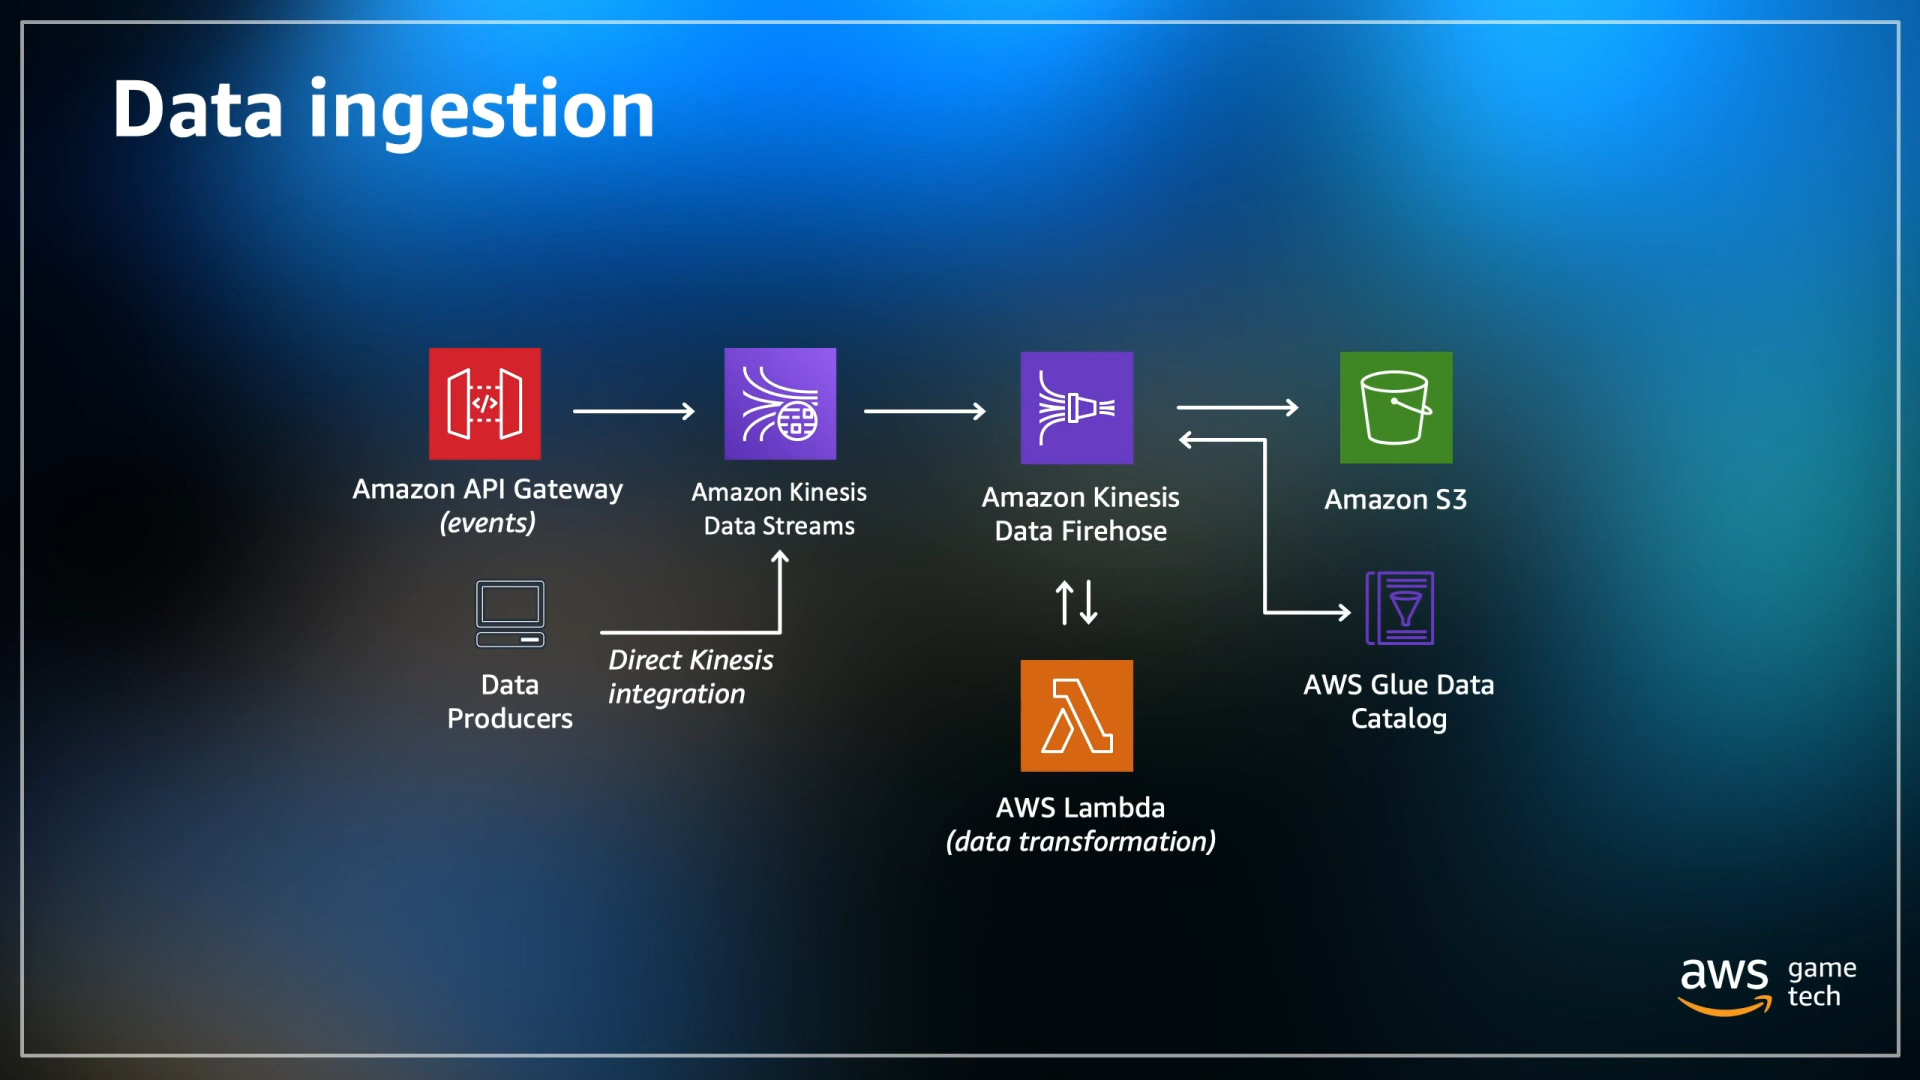 Data ingestion
Amazon API Gateway
(events)
Amazon Kinesis
Data Streams
Amazon Kinesis
Data Firehose
Amazon S3
Data
Producers
Direct Kinesis
integration
AWS Glue Data
Catalog
AWS Lambda
(data transformation)
aws
game
tech